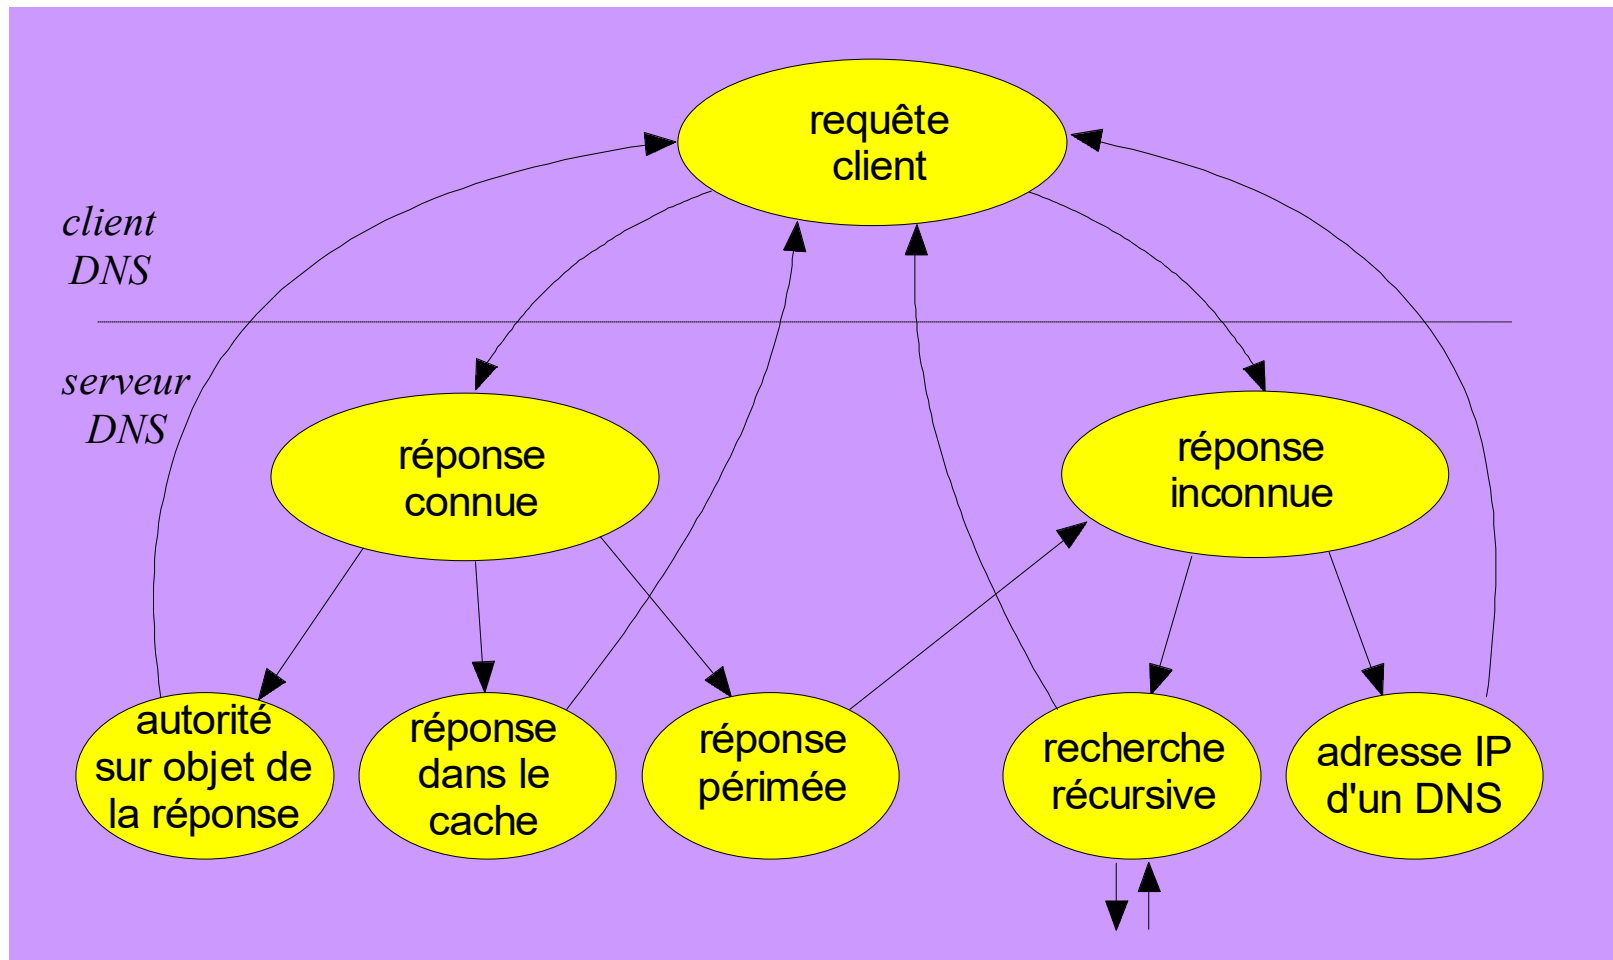 requête
client
client
DNS
serveur
DNS
réponse
connue
réponse
inconnue
autorité
sur objet de
la réponse
réponse
dans le
cache
réponse
périmée
recherche
récursive
adresse IP
d'un DNS